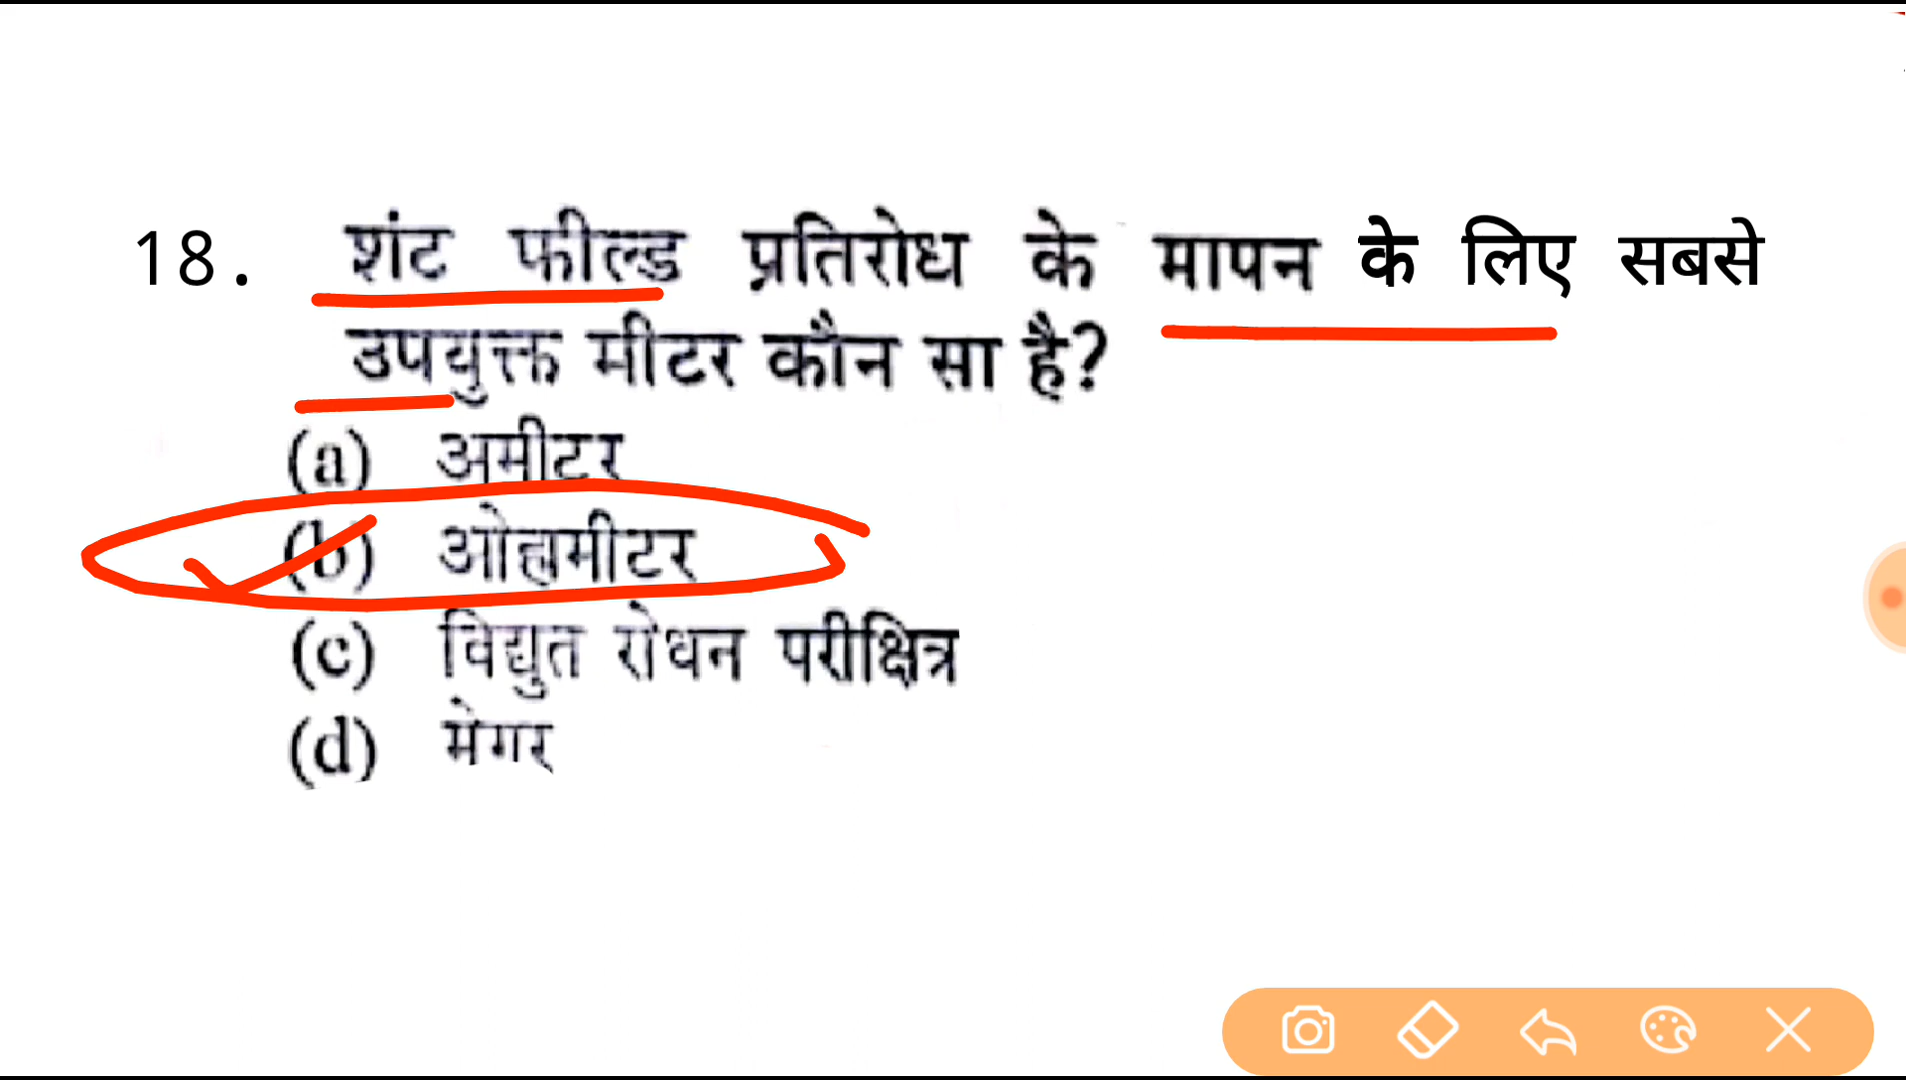 18. शंट फील्ड प्रतिरोध के मापन के लिए सबसे
उपयुक्त मीटर कौन सा है?
(a) अमीटर
(b) ओह्ममीटर
(c) विद्युत रोधन परीक्षित्र
(d) मेगर